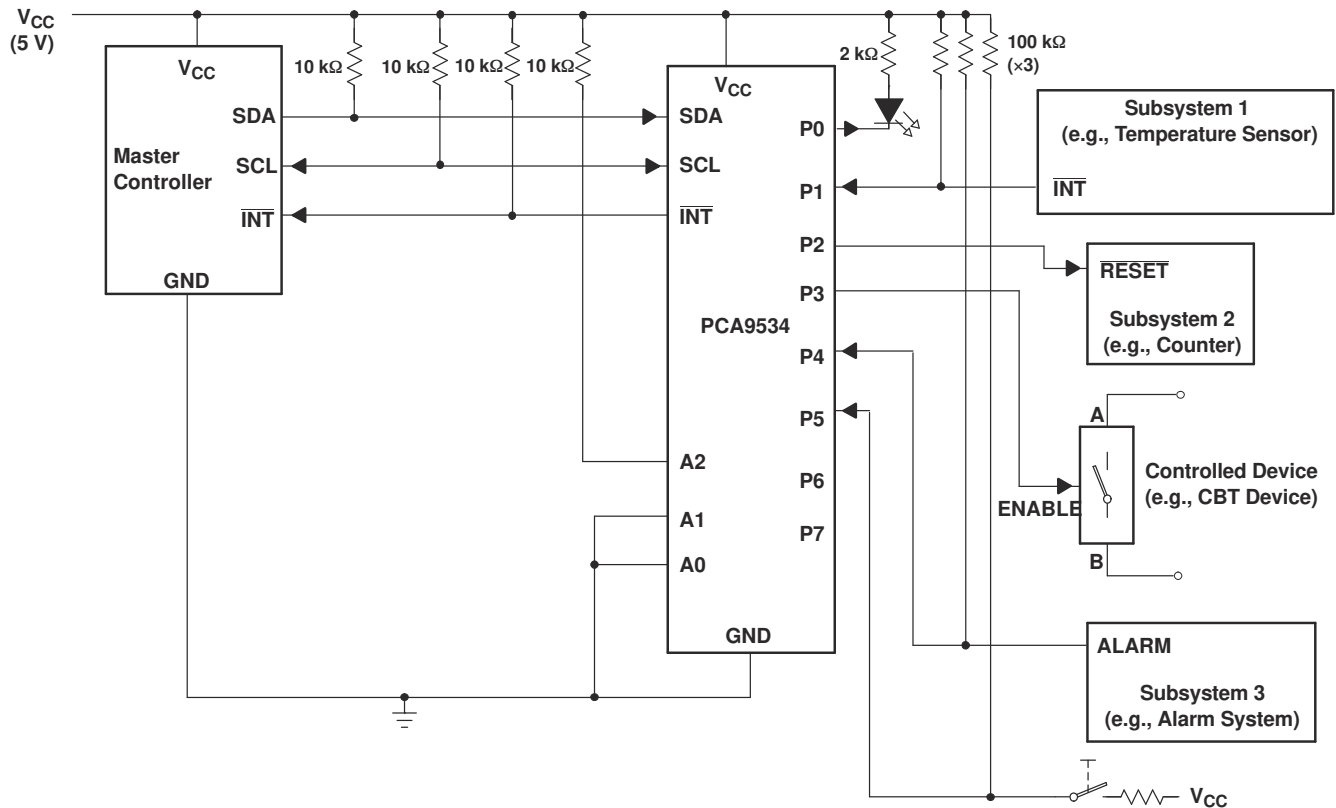 VCC
(5 V)
VCC
SDA
Master
Controller
SCL
INT
GND
10 kΩ
10 kΩ
10 kΩ
10 kΩ
VCC
SDA
SCL
INT
PCA9534
A2
A1
A0
GND
P0
P1
P2
P3
P4
P5
P6
P7
2 kΩ
100 kΩ
(×3)
Subsystem 1
(e.g., Temperature Sensor)
INT
RESET
Subsystem 2
(e.g., Counter)
A
Controlled Device
(e.g., CBT Device)
ENABLE
B
ALARM
Subsystem 3
(e.g., Alarm System)
VCC